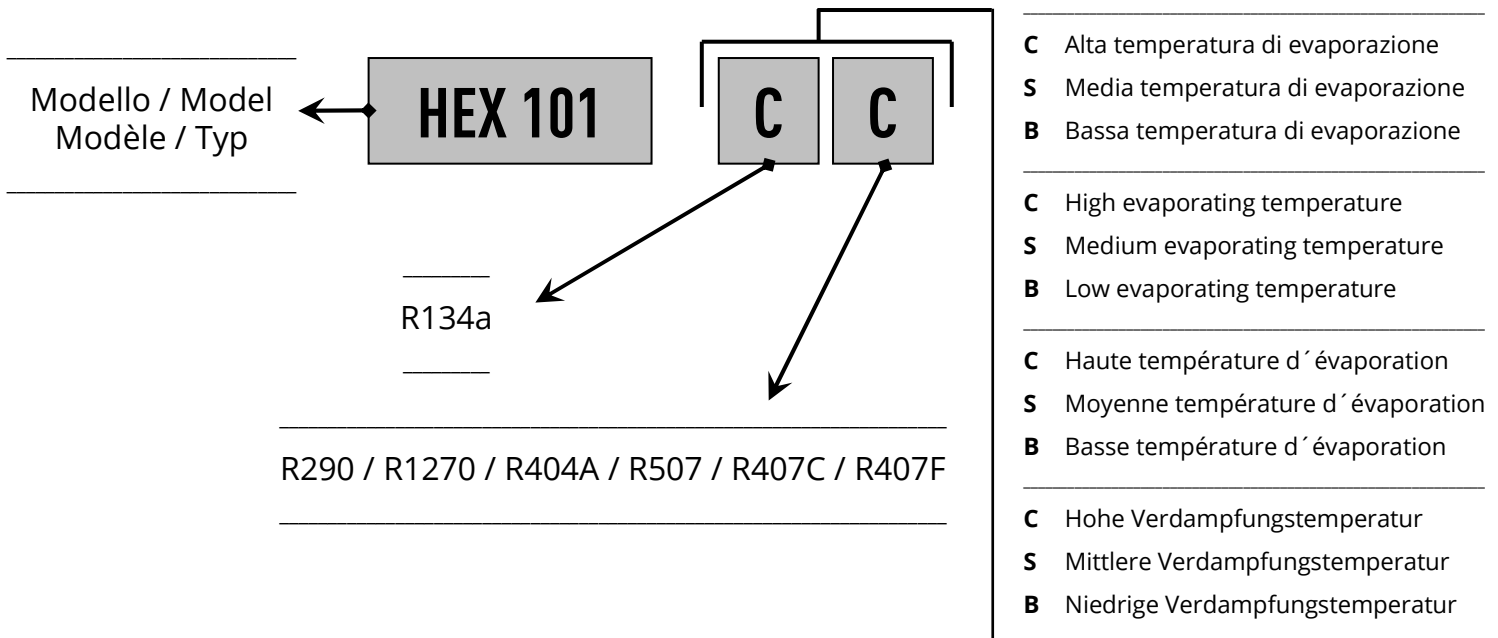 Modello / Model
Modèle / Typ
HEX 101
C
C
R134a
R290 / R1270 / R404A / R507 / R407C / R407F
C Alta temperatura di evaporazione
S Media temperatura di evaporazione
B Bassa temperatura di evaporazione
C High evaporating temperature
S Medium evaporating temperature
B Low evaporating temperature
C Haute température d´évaporation
S Moyenne température d´évaporation
B Basse température d´évaporation
C Hohe Verdampfungstemperatur
S Mittlere Verdampfungstemperatur
B Niedrige Verdampfungstemperatur